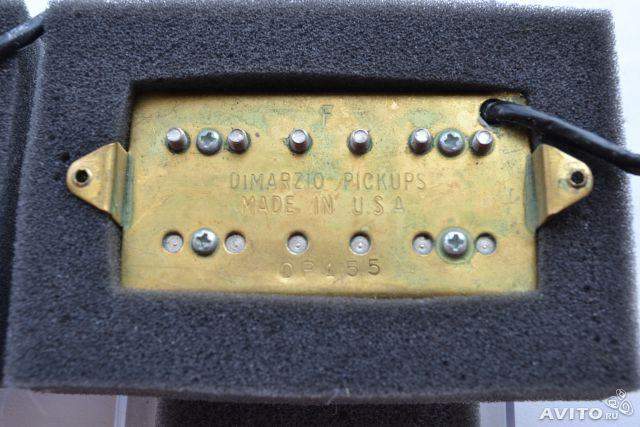 F
DIMARZIO PICKUPS
MADE IN U.S.A
DP155
AVITO.ru